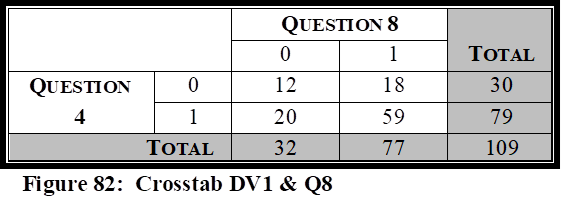 QUESTION 8
0 1 TOTAL
QUESTION 4 0 12 18 30
1 20 59 79
TOTAL 32 77 109
Figure 82: Crosstab DV1 & Q8